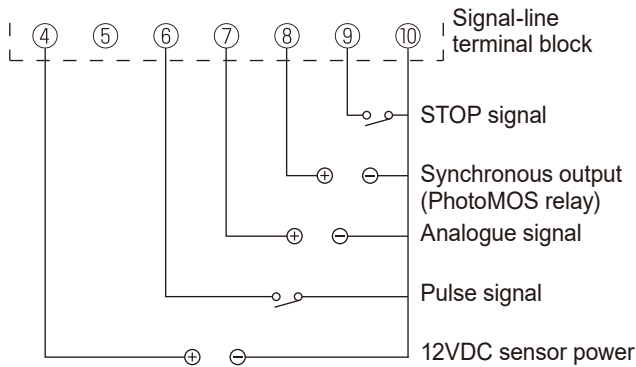 ④ ⑤ ⑥ ⑦ ⑧ ⑨ ⑩
Signal-line
terminal block
STOP signal
Synchronous output
(PhotoMOS relay)
Analogue signal
Pulse signal
12VDC sensor power